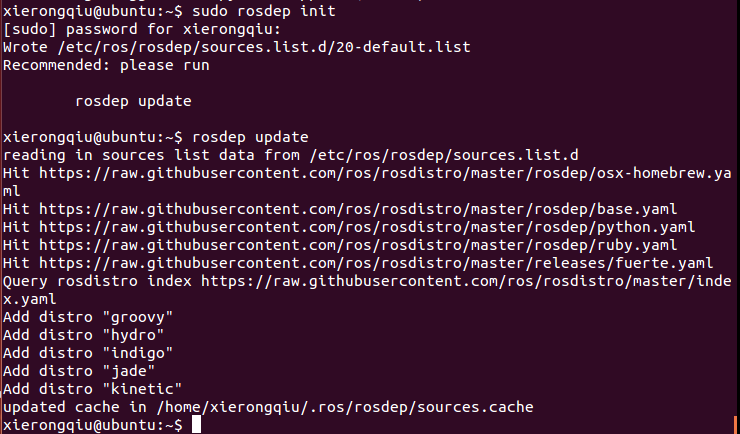 xierongqiu@ubuntu:~$ sudo rosdep init
[sudo] password for xierongqiu:
Wrote /etc/ros/rosdep/sources.list.d/20-default.list
Recommended: please run
rosdep update
xierongqiu@ubuntu:~$ rosdep update
reading in sources list data from /etc/ros/rosdep/sources.list.d
Hit https://raw.githubusercontent.com/ros/rosdistro/master/rosdep/osx-homebrew.ya
ml
Hit https://raw.githubusercontent.com/ros/rosdistro/master/rosdep/base.yaml
Hit https://raw.githubusercontent.com/ros/rosdistro/master/rosdep/python.yaml
Hit https://raw.githubusercontent.com/ros/rosdistro/master/rosdep/ruby.yaml
Hit https://raw.githubusercontent.com/ros/rosdistro/master/releases/fuerte.yaml
Query rosdistro index https://raw.githubusercontent.com/ros/rosdistro/master/inde
x.yaml
Add distro "groovy"
Add distro "hydro"
Add distro "indigo"
Add distro "jade"
Add distro "kinetic"
updated cache in /home/xierongqiu/.ros/rosdep/sources.cache
xierongqiu@ubuntu:~$